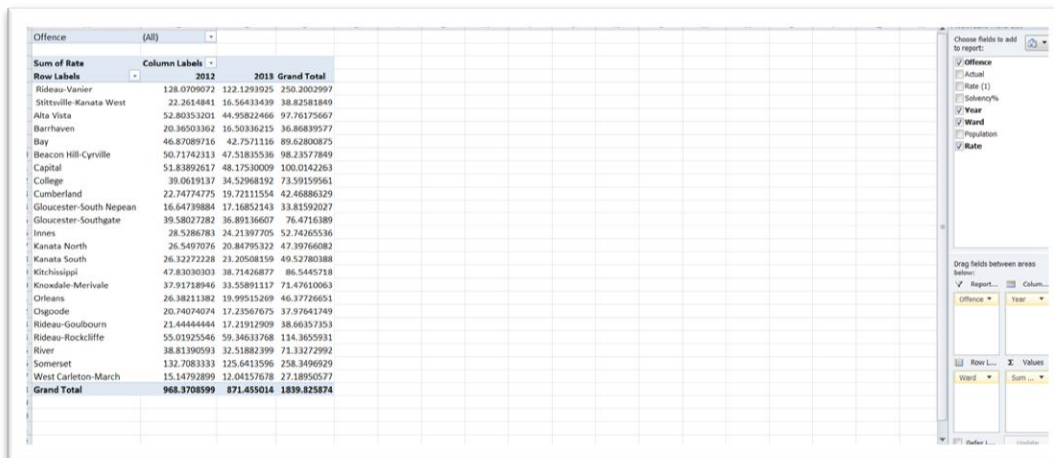 Offence (All)
Sum of Rate Column Labels
Row Labels 2012 2013 Grand Total
Rideau-Vanier 128.0709072 122.1293925 250.2002997
Stittsville-Kanata West 22.2614841 16.56433439 38.82581849
Alta Vista 52.80353201 44.95822466 97.76175667
Barrhaven 20.36503362 16.50336215 36.86839577
Bay 46.87089716 42.7571116 89.62800875
Beacon Hill-Cyrville 50.71742313 47.51835536 98.23577849
Capital 51.83892617 48.17530009 100.0142263
College 39.0619137 34.52968192 73.59159561
Cumberland 22.74774775 19.72111554 42.46886329
Gloucester-South Nepean 16.64739884 17.16852143 33.81592027
Gloucester-Southgate 39.58027282 36.89136607 76.4716389
Innes 28.5286783 24.21397705 52.74265536
Kanata North 26.5497076 20.84795322 47.39766082
Kanata South 26.32272228 23.20508159 49.52780388
Kitchissippi 47.83030303 38.71426877 86.5445718
Knoxdale-Merivale 37.91718946 33.55891117 71.47610063
Orleans 26.38211382 19.99515269 46.37726651
Osgoode 20.74074074 17.23567675 37.97641749
Rideau-Goulbourn 21.44444444 17.21912909 38.66357353
Rideau-Rockcliffe 55.01925546 59.34633768 114.3655931
River 38.81390593 32.51882399 71.33272992
Somerset 132.7083333 125.6413596 258.3496929
West Carleton-March 15.14792899 12.04157678 27.18950577
Grand Total 968.3708599 871.455014 1839.825874
Choose fields to add
to report:
Offence
Actual
Rate (1)
Solvency%
Year
Ward
Population
Rate
Drag fields between areas
below:
Report... Colum...
Offence Year
Row L... Σ Values
Ward Sum ...
Defer L... Update